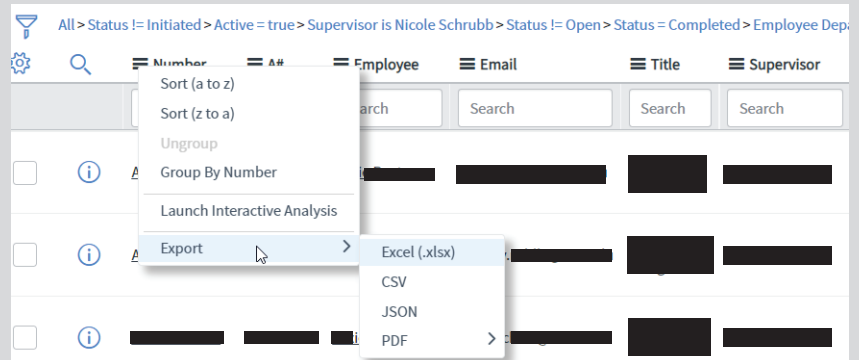 All > Status != Initiated > Active = true > Supervisor is Nicole Schrubb > Status != Open > Status = Completed > Employee Depa
Number A# Employee Email Title Supervisor
arch Search Search Search
Sort (a to z)
Sort (z to a)
Ungroup
Group By Number
Launch Interactive Analysis
Export
Excel (.xlsx)
CSV
JSON
PDF